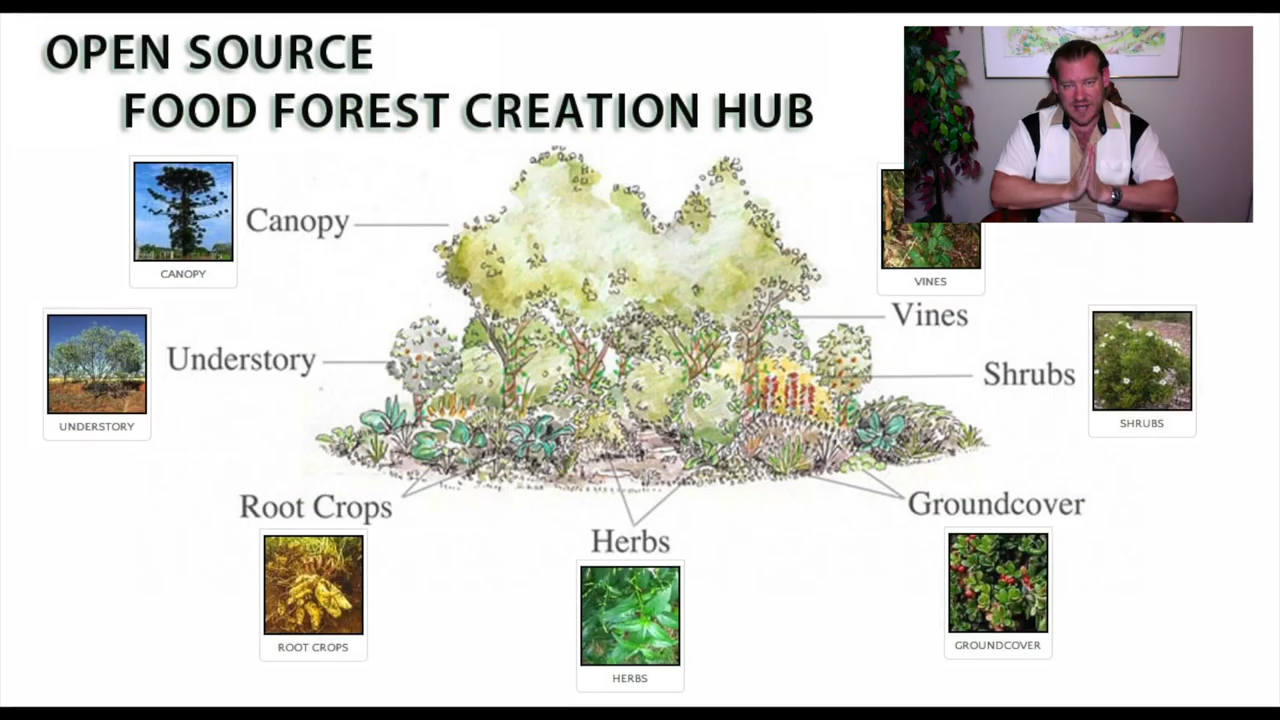 OPEN SOURCE
FOOD FOREST CREATION HUB
CANOPY
Canopy
VINES
Vines
UNDERSTORY
Understory
Shrubs
SHRUBS
Root Crops
ROOT CROPS
Herbs
HERBS
Groundcover
GROUNDCOVER